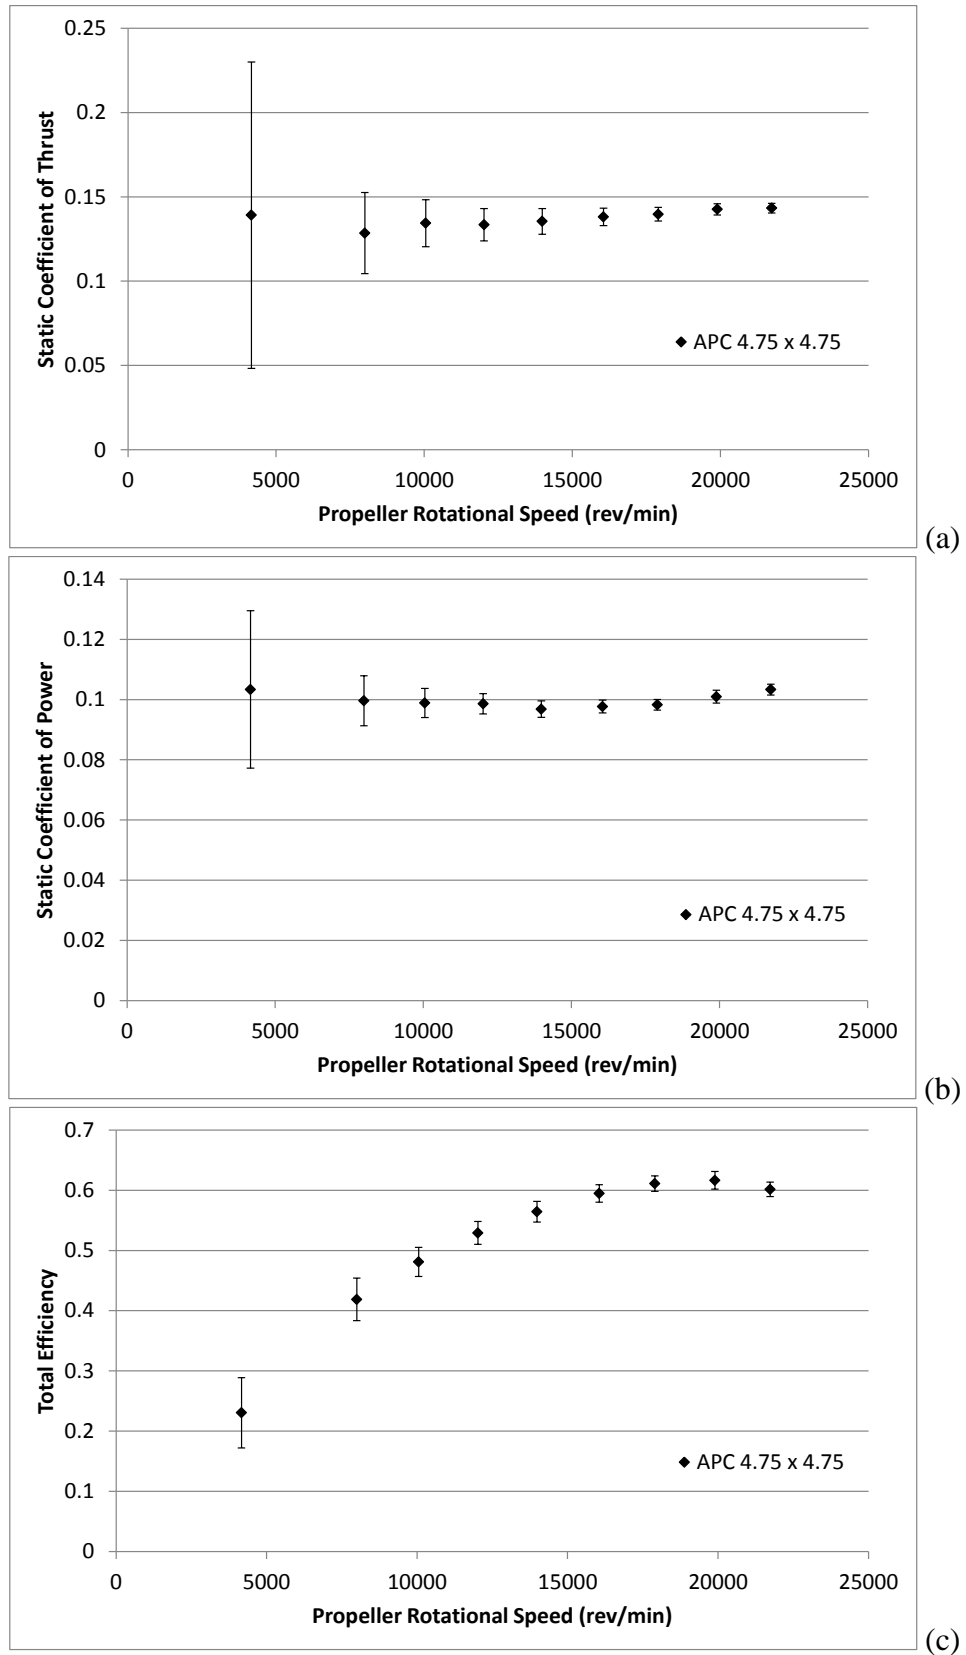 0.25
0.2
0.15
0.1
0.05
0
Static Coefficient of Thrust
APC 4.75 x 4.75
0 5000 10000 15000 20000 25000
Propeller Rotational Speed (rev/min)
(a)
0.14
0.12
0.1
0.08
0.06
0.04
0.02
0
Static Coefficient of Power
APC 4.75 x 4.75
0 5000 10000 15000 20000 25000
Propeller Rotational Speed (rev/min)
(b)
0.7
0.6
0.5
0.4
0.3
0.2
0.1
0
Total Efficiency
APC 4.75 x 4.75
0 5000 10000 15000 20000 25000
Propeller Rotational Speed (rev/min)
(c)